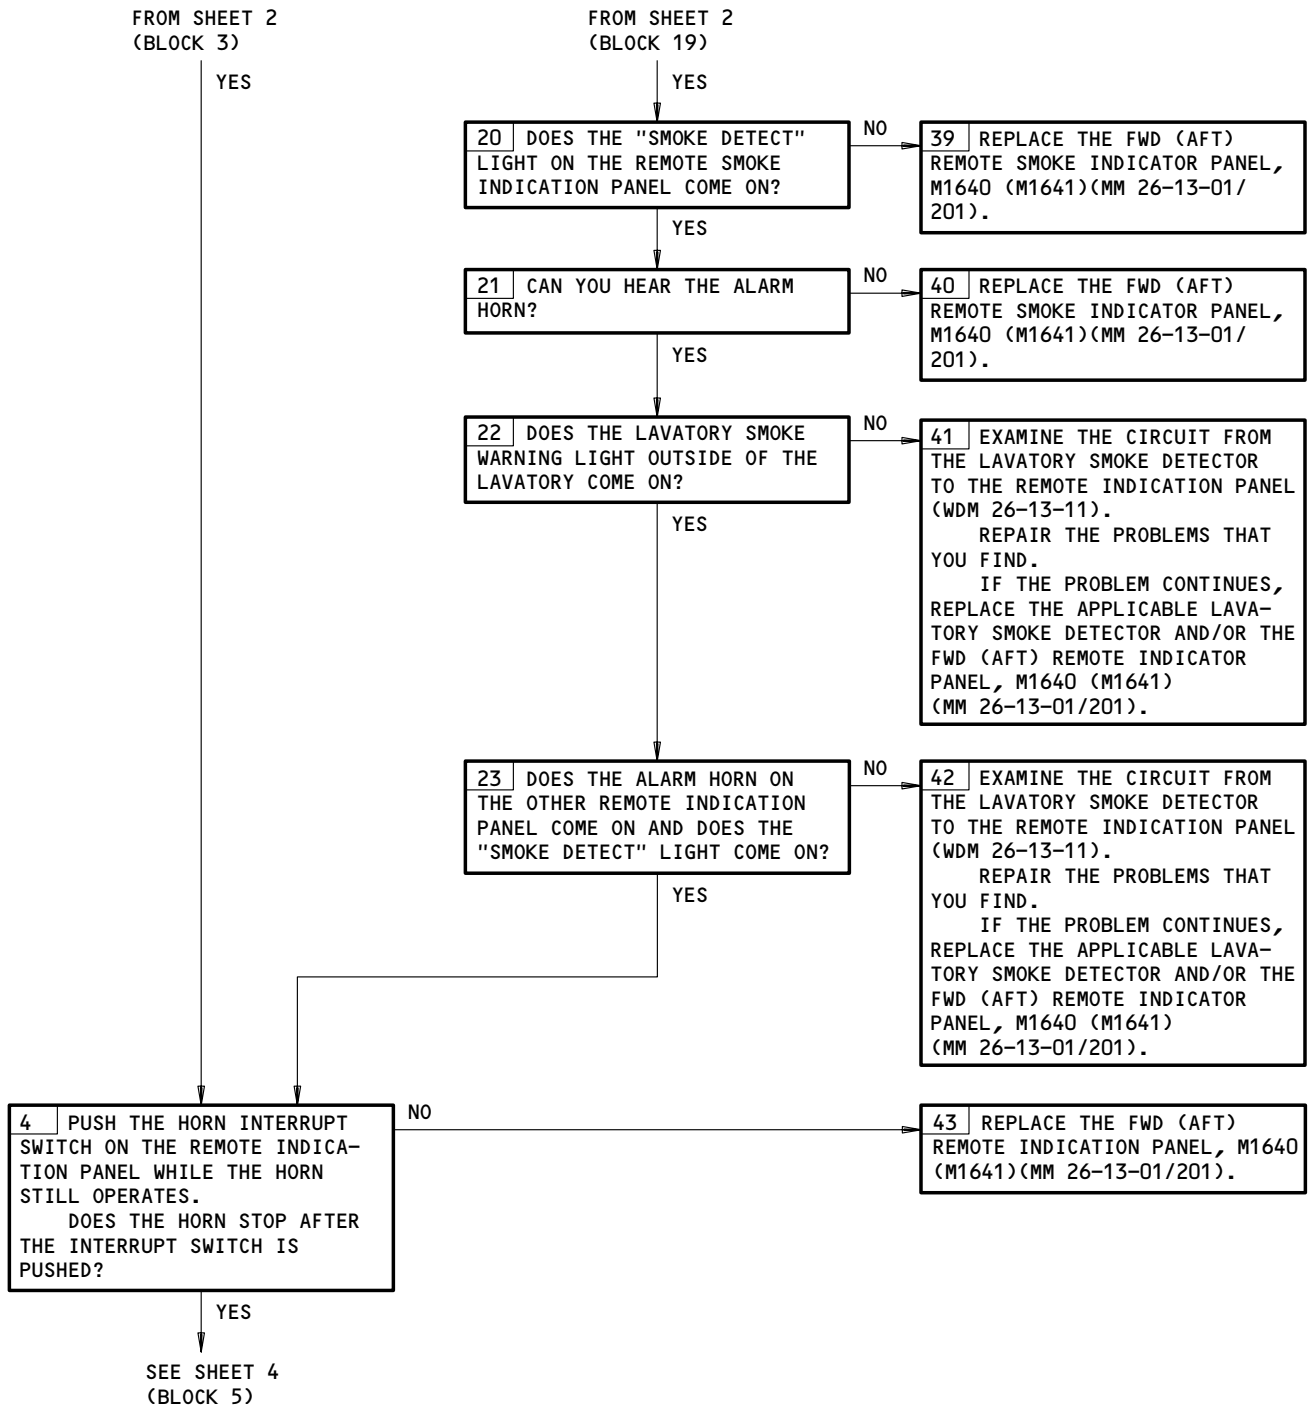 FROM SHEET 2
(BLOCK 3)
YES
FROM SHEET 2
(BLOCK 19)
YES
20 DOES THE "SMOKE DETECT"
LIGHT ON THE REMOTE SMOKE
INDICATION PANEL COME ON?
NO
39 REPLACE THE FWD (AFT)
REMOTE SMOKE INDICATOR PANEL,
M1640 (M1641)(MM 26-13-01/
201).
YES
21 CAN YOU HEAR THE ALARM
HORN?
NO
40 REPLACE THE FWD (AFT)
REMOTE SMOKE INDICATOR PANEL,
M1640 (M1641)(MM 26-13-01/
201).
YES
22 DOES THE LAVATORY SMOKE
WARNING LIGHT OUTSIDE OF THE
LAVATORY COME ON?
NO
41 EXAMINE THE CIRCUIT FROM
THE LAVATORY SMOKE DETECTOR
TO THE REMOTE INDICATION PANEL
(WDM 26-13-11).
REPAIR THE PROBLEMS THAT
YOU FIND.
IF THE PROBLEM CONTINUES,
REPLACE THE APPLICABLE LAVA-
TORY SMOKE DETECTOR AND/OR THE
FWD (AFT) REMOTE INDICATOR
PANEL, M1640 (M1641)
(MM 26-13-01/201).
YES
23 DOES THE ALARM HORN ON
THE OTHER REMOTE INDICATION
PANEL COME ON AND DOES THE
"SMOKE DETECT" LIGHT COME ON?
NO
42 EXAMINE THE CIRCUIT FROM
THE LAVATORY SMOKE DETECTOR
TO THE REMOTE INDICATION PANEL
(WDM 26-13-11).
REPAIR THE PROBLEMS THAT
YOU FIND.
IF THE PROBLEM CONTINUES,
REPLACE THE APPLICABLE LAVA-
TORY SMOKE DETECTOR AND/OR THE
FWD (AFT) REMOTE INDICATOR
PANEL, M1640 (M1641)
(MM 26-13-01/201).
YES
4 PUSH THE HORN INTERRUPT
SWITCH ON THE REMOTE INDICA-
TION PANEL WHILE THE HORN
STILL OPERATES.
DOES THE HORN STOP AFTER
THE INTERRUPT SWITCH IS
PUSHED?
NO
43 REPLACE THE FWD (AFT)
REMOTE INDICATION PANEL, M1640
(M1641)(MM 26-13-01/201).
YES
SEE SHEET 4
(BLOCK 5)